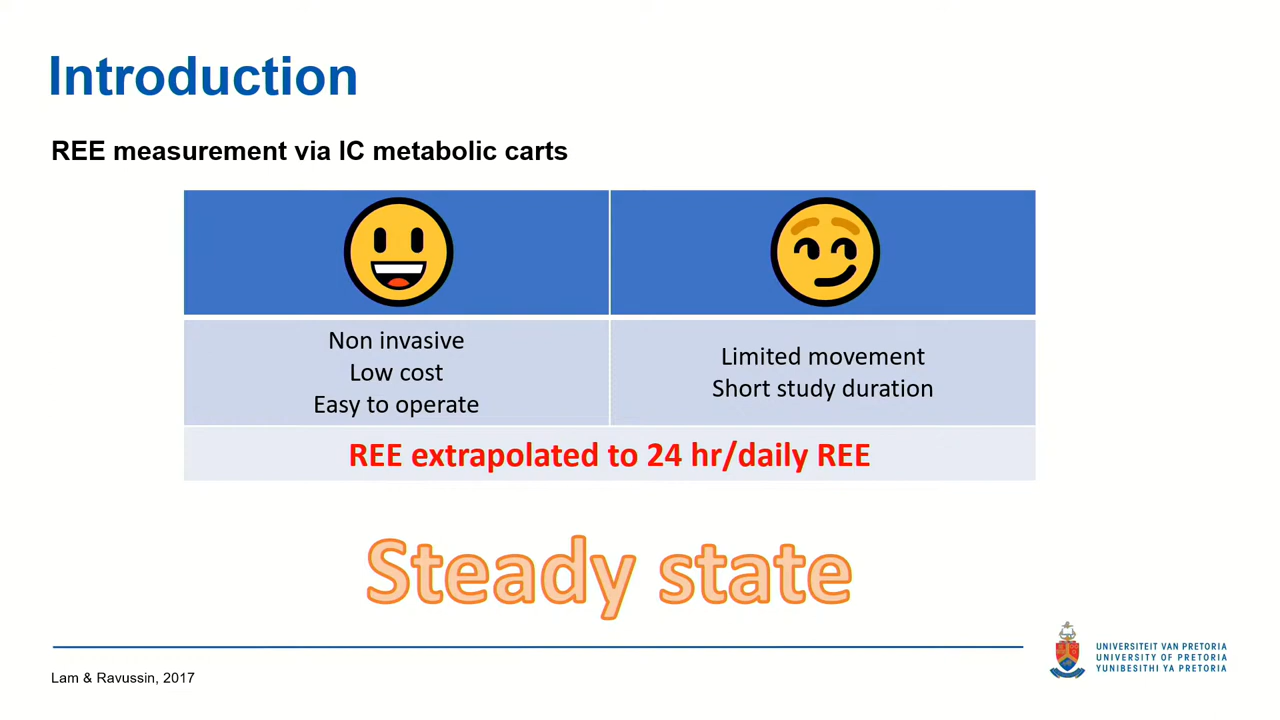 Introduction
REE measurement via IC metabolic carts
Non invasive
Low cost
Easy to operate
Limited movement
Short study duration
REE extrapolated to 24 hr/daily REE
Steady state
Lam & Ravussin, 2017
UNIVERSITEIT VAN PRETORIA
UNIVERSITY OF PRETORIA
YUNIBESITHI YA PRETORIA